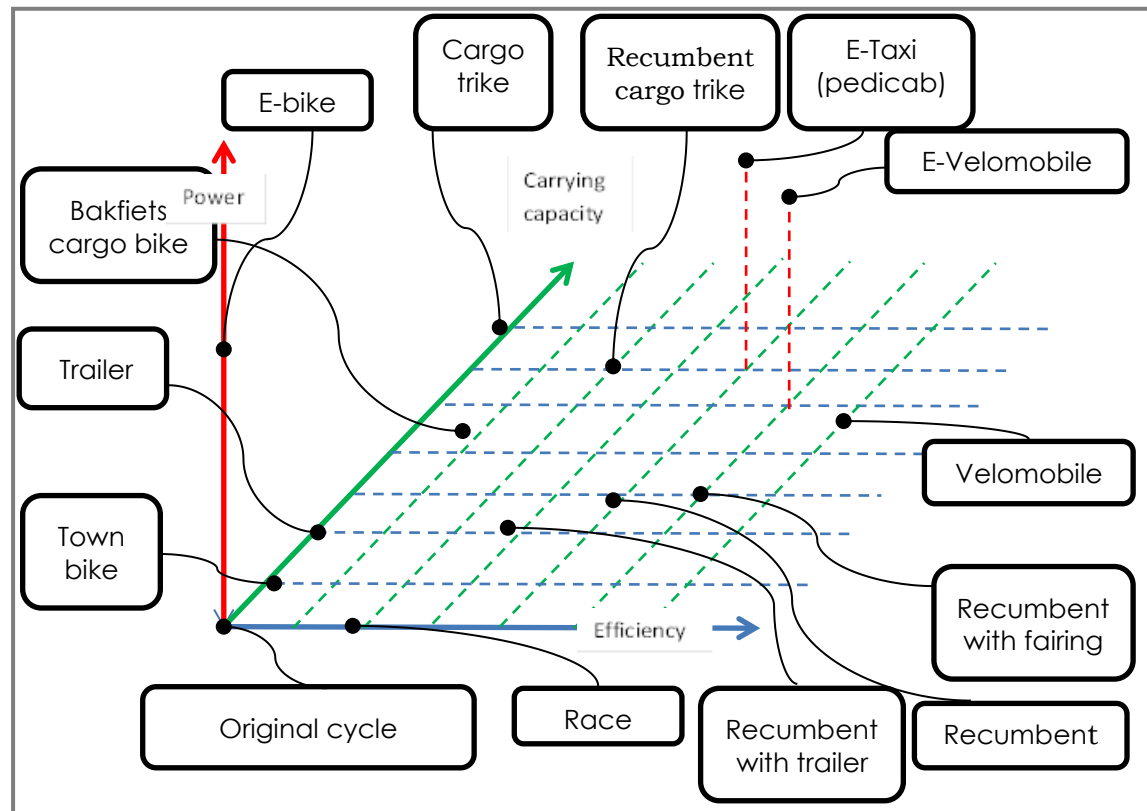 Cargo
trike
Recumbent
cargo trike
E-Taxi
(pedicab)
E-bike
E-Velomobile
Power
Carrying
capacity
Bakfiets
cargo bike
Trailer
Velomobile
Town
bike
Efficiency
Recumbent
with fairing
Original cycle
Race
Recumbent
with trailer
Recumbent